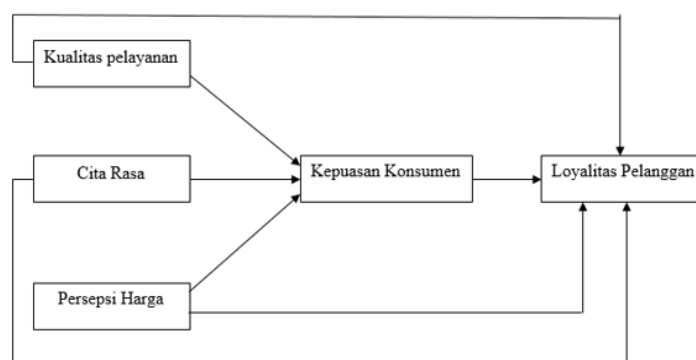 Kualitas pelayanan
Cita Rasa
Kepuasan Konsumen
Loyalitas Pelanggan
Persepsi Harga